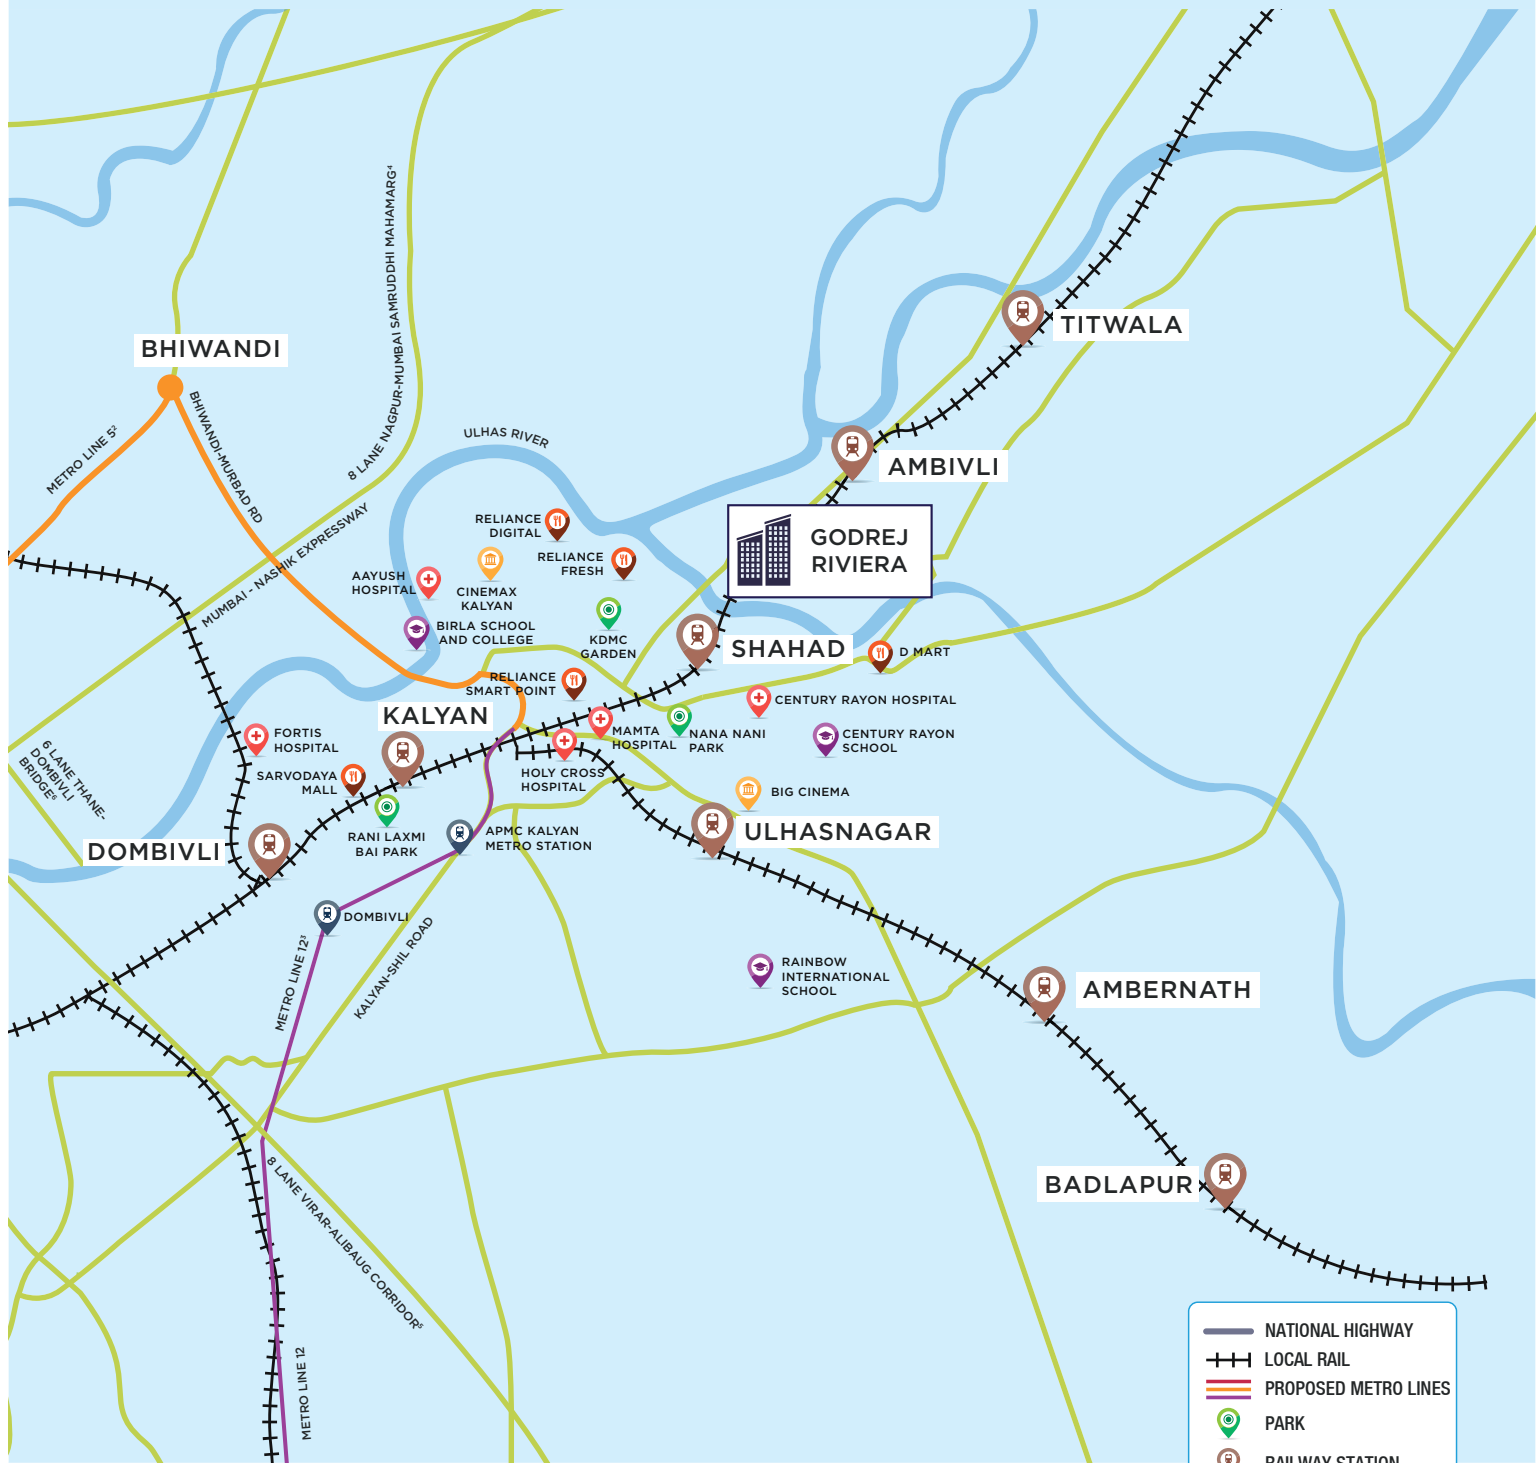 8 LANE NAGPUR-MUMBAI SAMRUDDHI MAHAMARG⁴
TITWALA
BHIWANDI
METRO LINE 5²
BHIWANDI-MURBAD RD
ULHAS RIVER
AMBIVLI
MUMBAI - NASHIK EXPRESSWAY
RELIANCE
DIGITAL
RELIANCE
FRESH
GODREJ
RIVIERA
AAYUSH
HOSPITAL
CINEMAX
KALYAN
BIRLA SCHOOL
AND COLLEGE
KDMC
GARDEN
SHAHAD
D MART
RELIANCE
SMART POINT
CENTURY RAYON HOSPITAL
KALYAN
FORTIS
HOSPITAL
MAMTA
HOSPITAL
NANA NANI
PARK
CENTURY RAYON
SCHOOL
6 LANE THANE-
DOMBIVLI
BRIDGE⁶
SARVODAYA
MALL
HOLY CROSS
HOSPITAL
BIG CINEMA
RANI LAXMI
BAI PARK
APMC KALYAN
METRO STATION
ULHASNAGAR
DOMBIVLI
DOMBIVLI
METRO LINE 12³
KALYAN-SHIL ROAD
RAINBOW
INTERNATIONAL
SCHOOL
AMBERNATH
BADLAPUR
8 LANE VIRAR-ALIBAUG CORRIDOR⁵
METRO LINE 12
NATIONAL HIGHWAY
LOCAL RAIL
PROPOSED METRO LINES
PARK
RAILWAY STATION